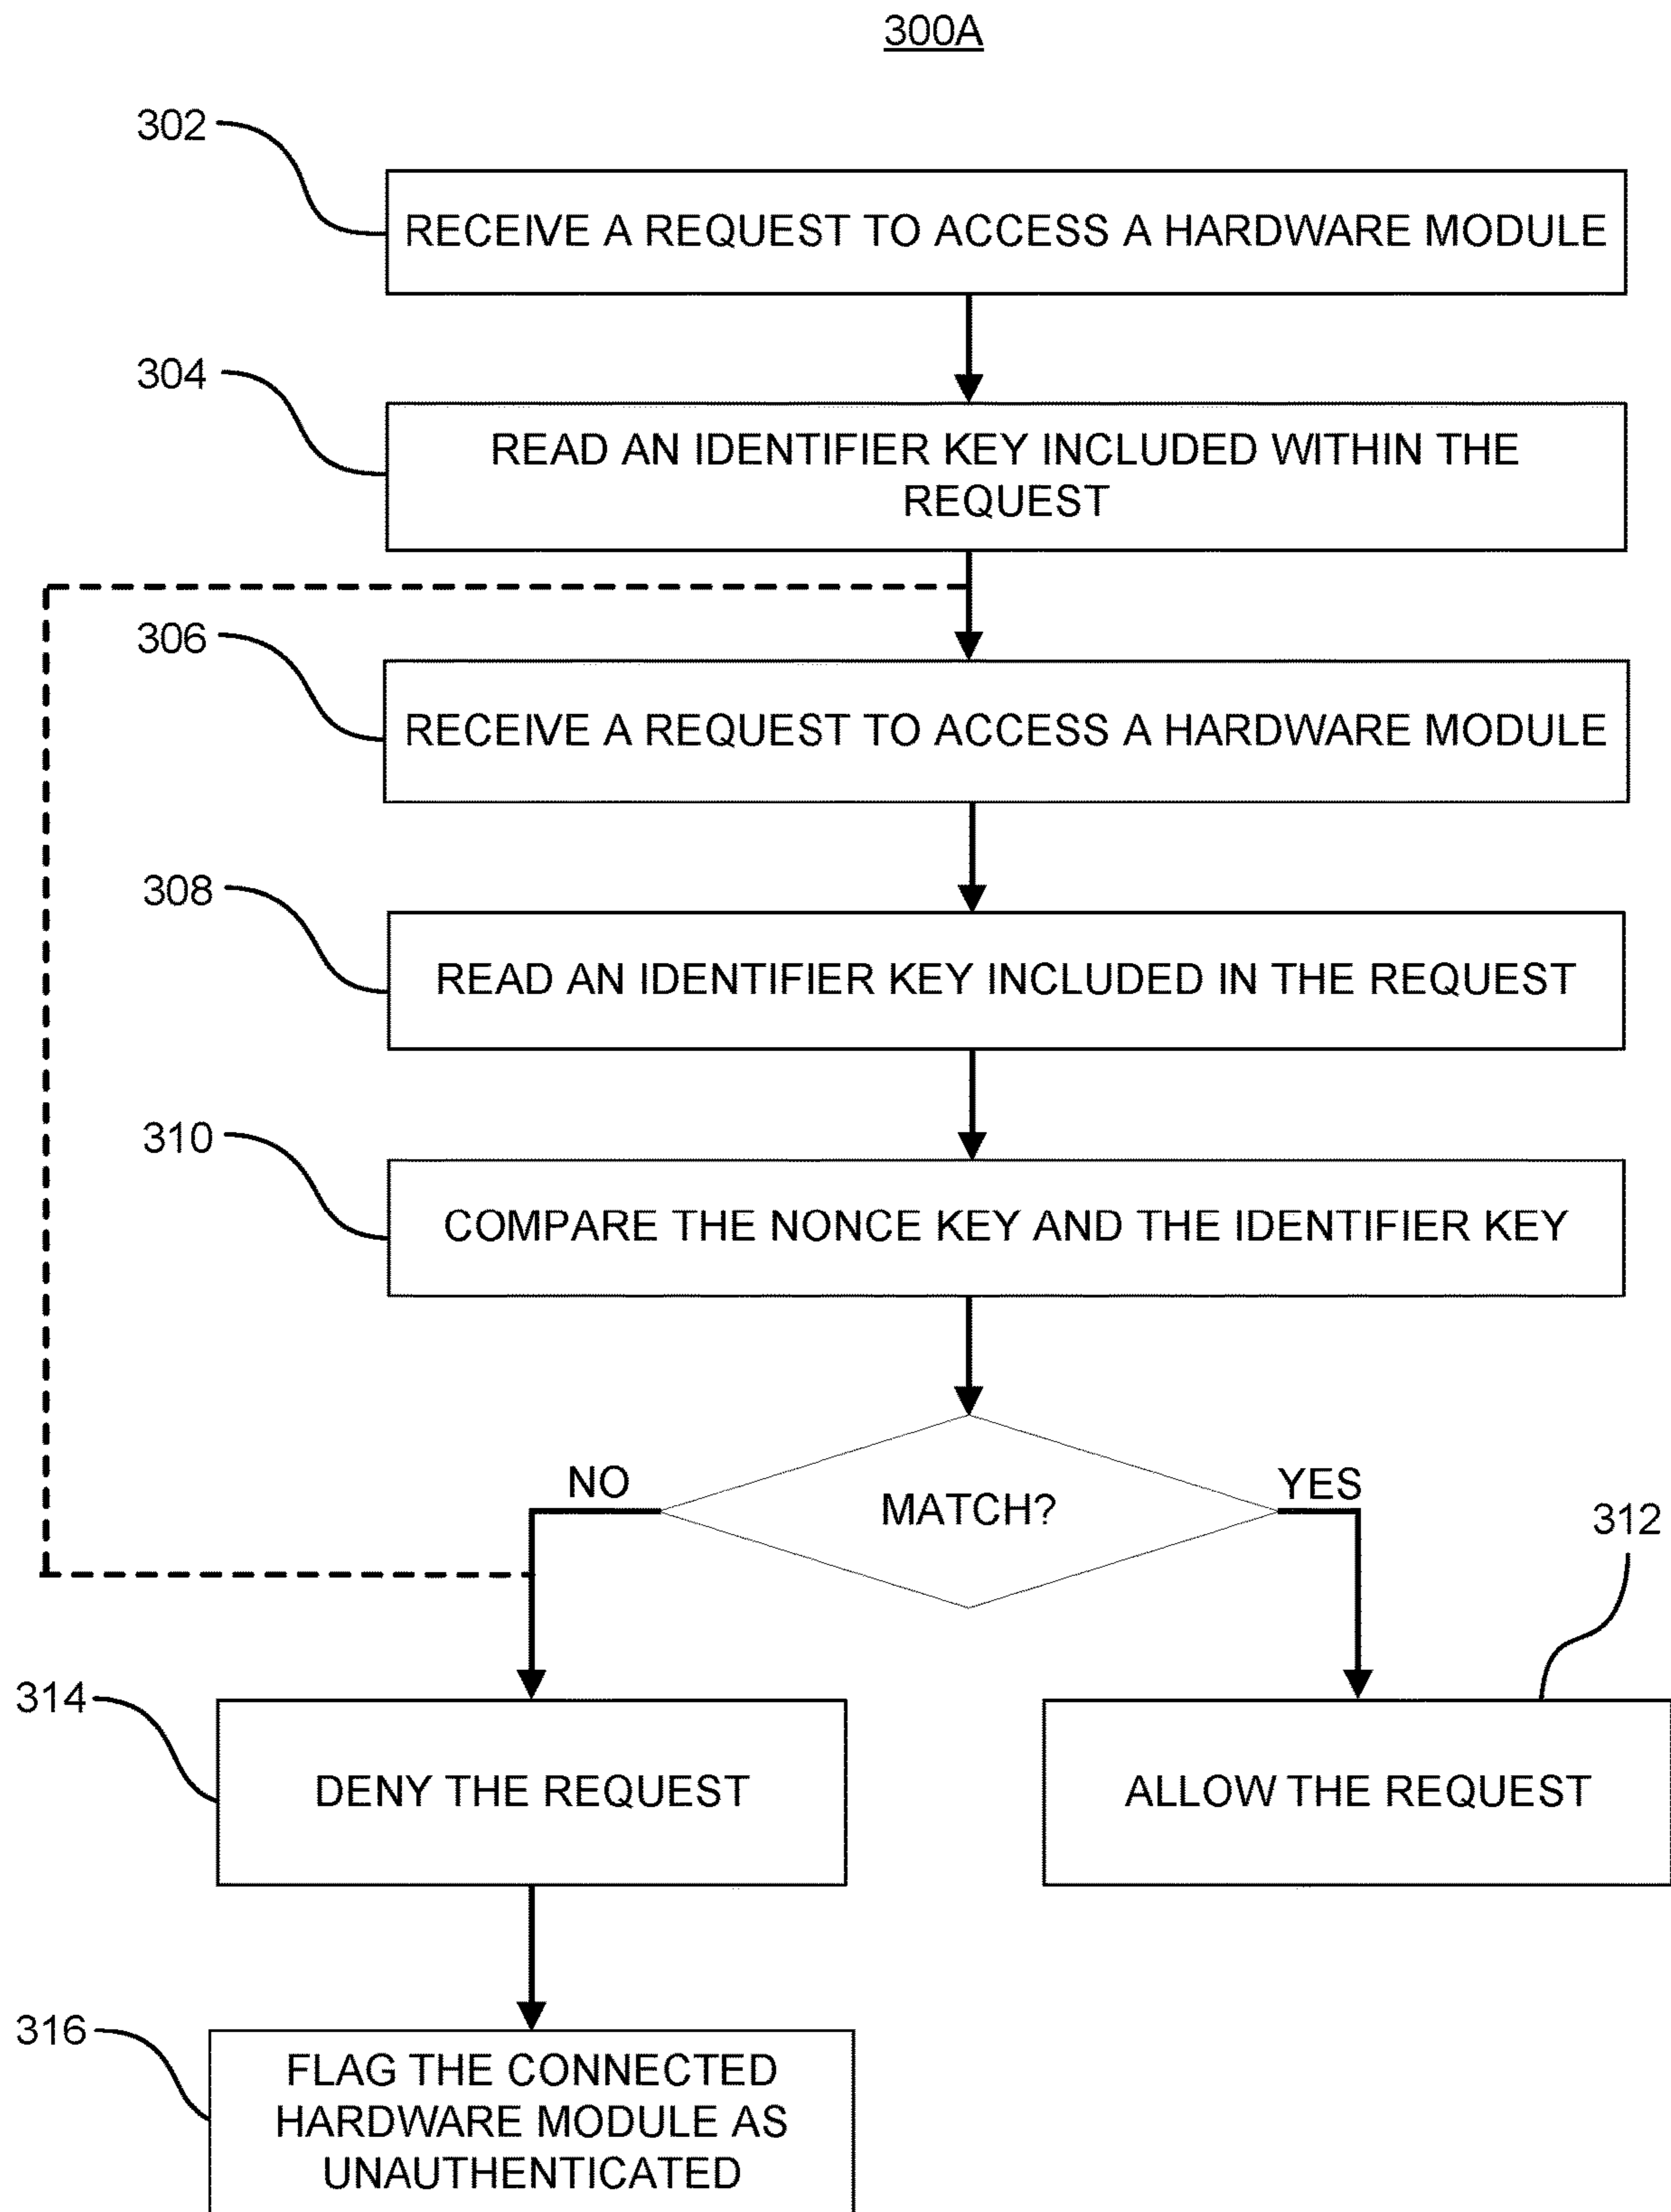 300A
302
RECEIVE A REQUEST TO ACCESS A HARDWARE MODULE
304
READ AN IDENTIFIER KEY INCLUDED WITHIN THE
REQUEST
306
RECEIVE A REQUEST TO ACCESS A HARDWARE MODULE
308
READ AN IDENTIFIER KEY INCLUDED IN THE REQUEST
310
COMPARE THE NONCE KEY AND THE IDENTIFIER KEY
NO
MATCH?
YES
312
314
DENY THE REQUEST
ALLOW THE REQUEST
316
FLAG THE CONNECTED
HARDWARE MODULE AS
UNAUTHENTICATED